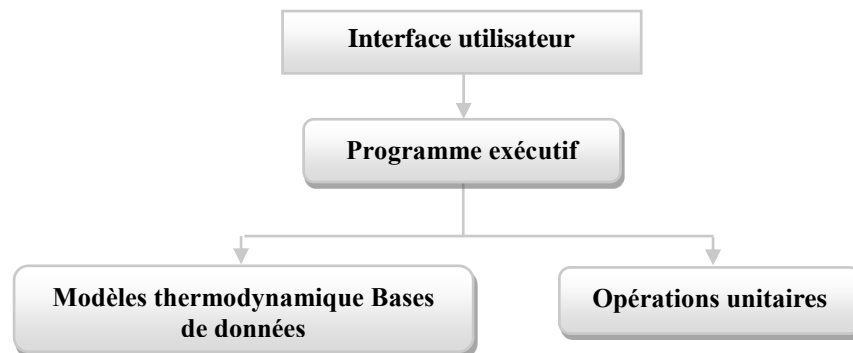 Interface utilisateur
Programme exécutif
Modèles thermodynamique Bases
de données
Opérations unitaires